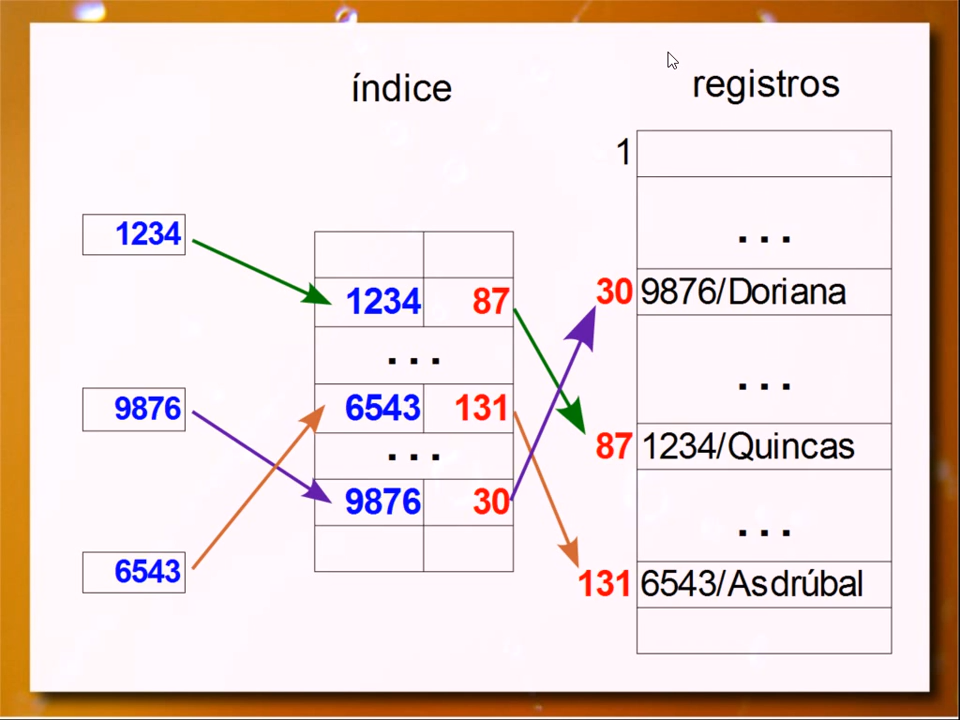 índice
registros
1
. . .
1234
1234 87
30 9876/Doriana
. . .
. . .
9876
6543 131
87 1234/Quincas
. . .
9876 30
. . .
6543
131 6543/Asdrúbal